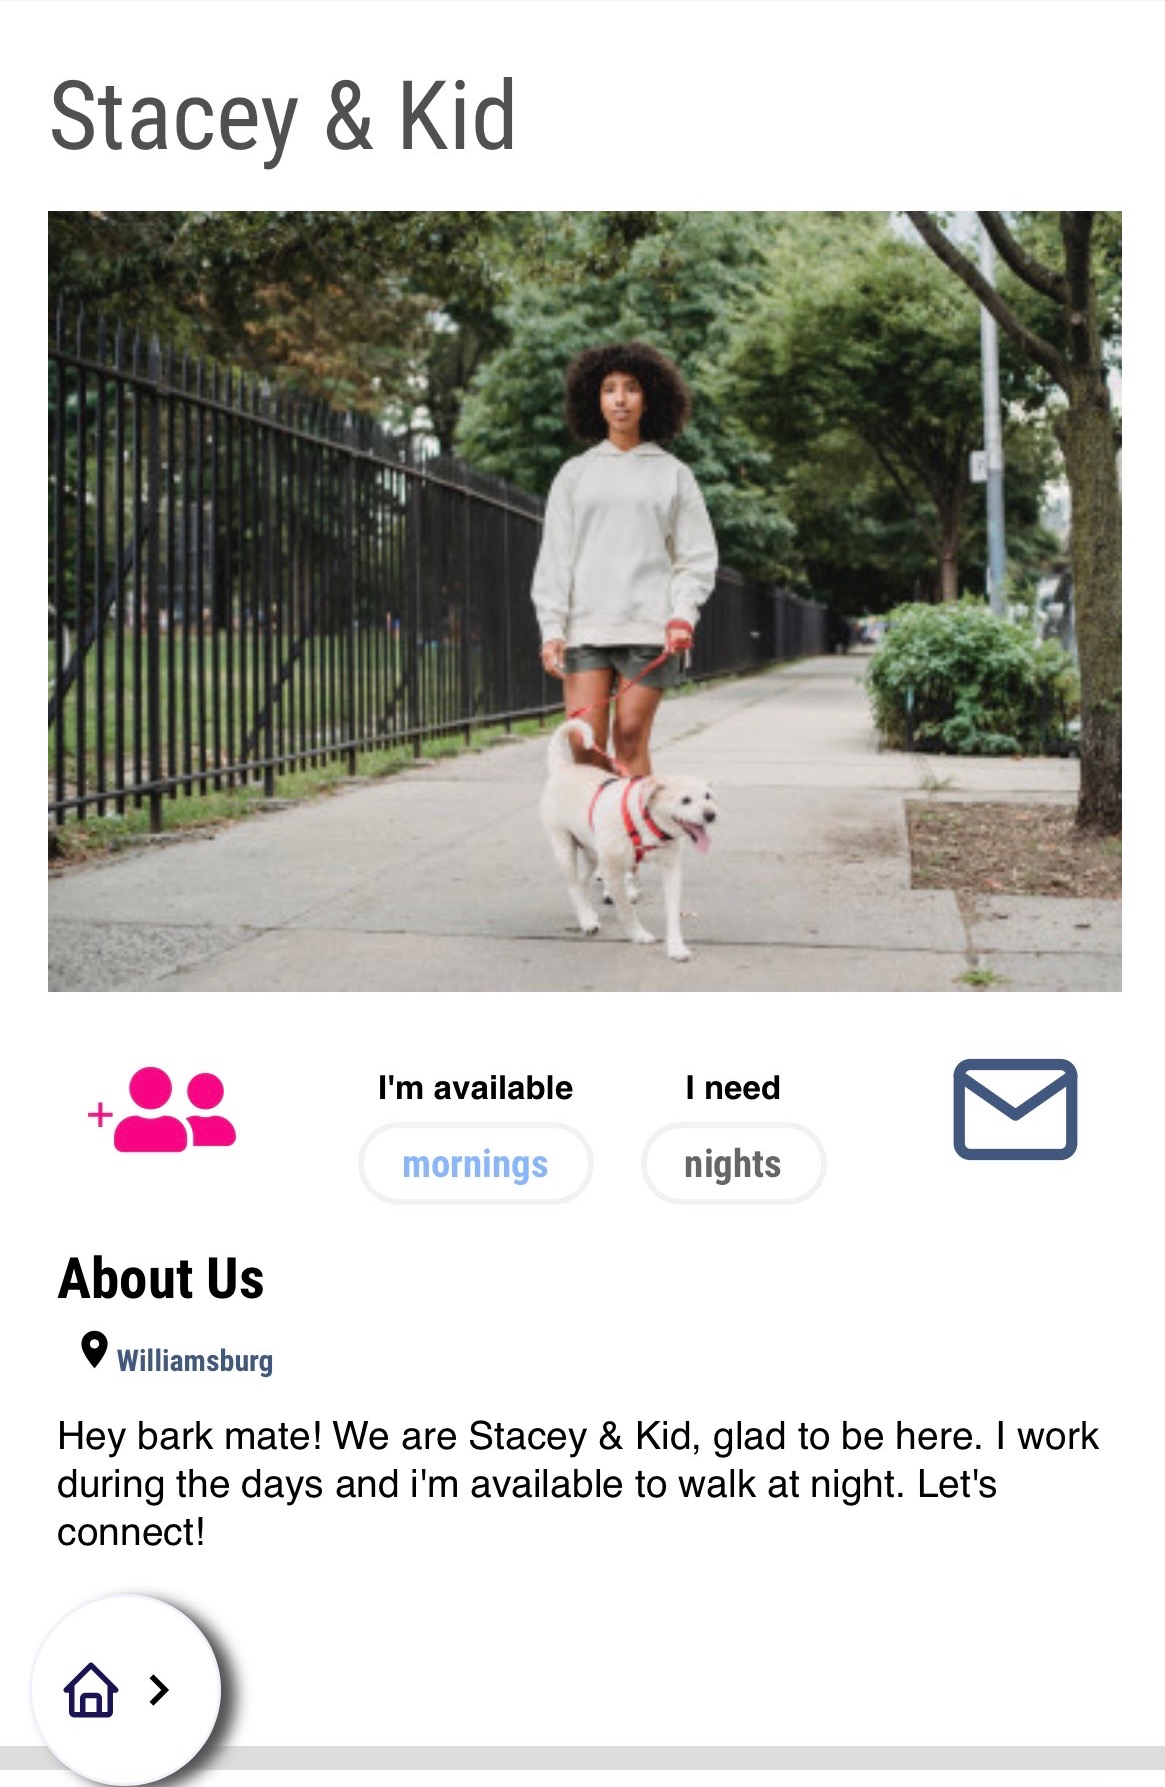 Stacey & Kid
I'm available
I need
mornings
nights
About Us
Williamsburg
Hey bark mate! We are Stacey & Kid, glad to be here. I work
during the days and i'm available to walk at night. Let's
connect!